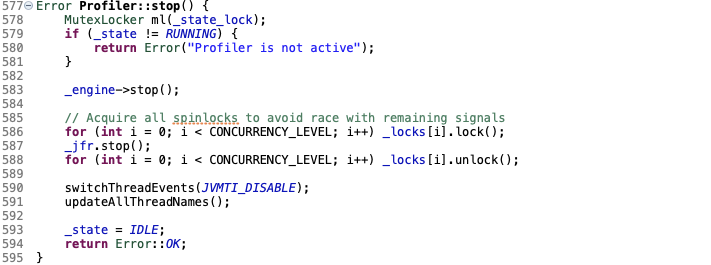 577 Error Profiler::stop() {
578     MutexLocker ml(_state_lock);
579     if (_state != RUNNING) {
580         return Error("Profiler is not active");
581     }
582
583     _engine->stop();
584
585     // Acquire all spinlocks to avoid race with remaining signals
586     for (int i = 0; i < CONCURRENCY_LEVEL; i++) _locks[i].lock();
587     _jfr.stop();
588     for (int i = 0; i < CONCURRENCY_LEVEL; i++) _locks[i].unlock();
589
590     switchThreadEvents(JVMTI_DISABLE);
591     updateAllThreadNames();
592
593     _state = IDLE;
594     return Error::OK;
595 }